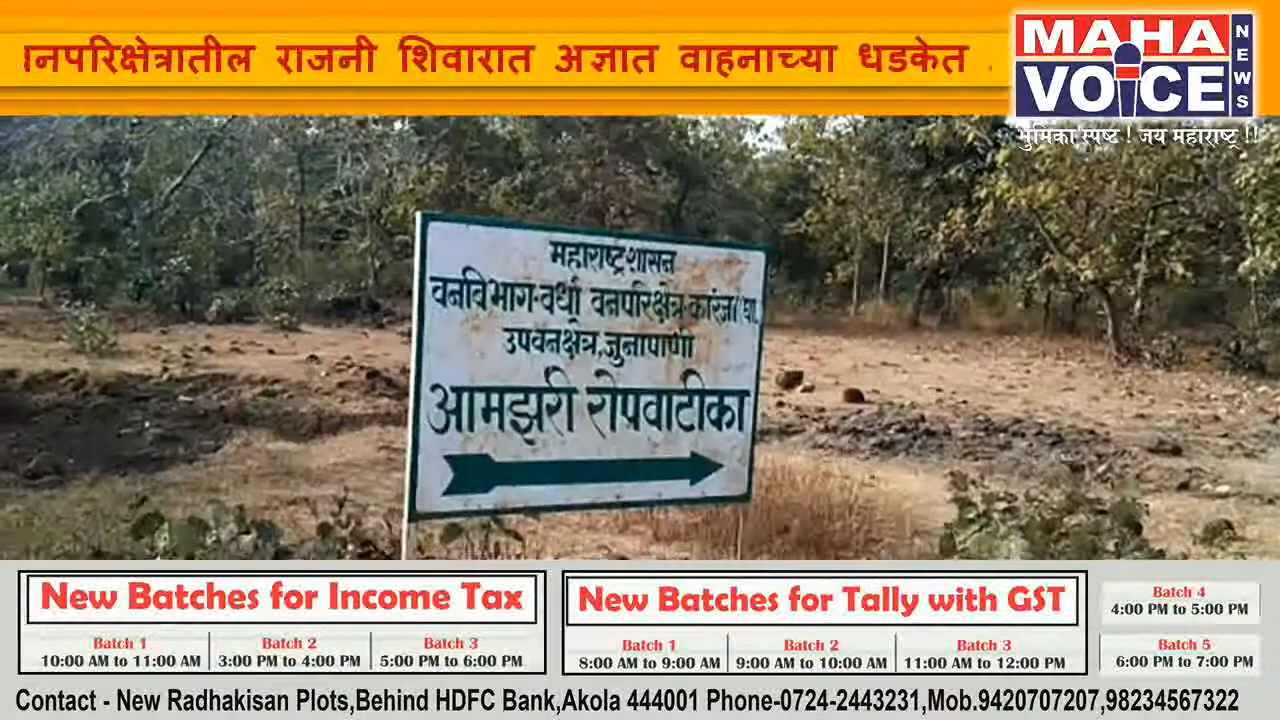 नपरिक्षेत्रातील राजनी शिवारात अज्ञात वाहनाच्या धडकेत
MAHA
VOICE
NEWS
भुमिका स्पष्ट ! जय महाराष्ट्र !!
महाराष्ट्र शासन
वनविभाग-वर्धा वनपरिक्षेत्र-कारंजा (घा.
उपवनक्षेत्र,जुनापाणी
आमझरी रोपवाटीका
New Batches for Income Tax
Batch 1 Batch 2 Batch 3
10:00 AM to 11:00 AM 3:00 PM to 4:00 PM 5:00 PM to 6:00 PM
New Batches for Tally with GST
Batch 1 Batch 2 Batch 3
8:00 AM to 9:00 AM 9:00 AM to 10:00 AM 11:00 AM to 12:00 PM
Batch 4
4:00 PM to 5:00 PM
Batch 5
6:00 PM to 7:00 PM
Contact - New Radhakisan Plots,Behind HDFC Bank,Akola 444001 Phone-0724-2443231,Mob.9420707207,98234567322